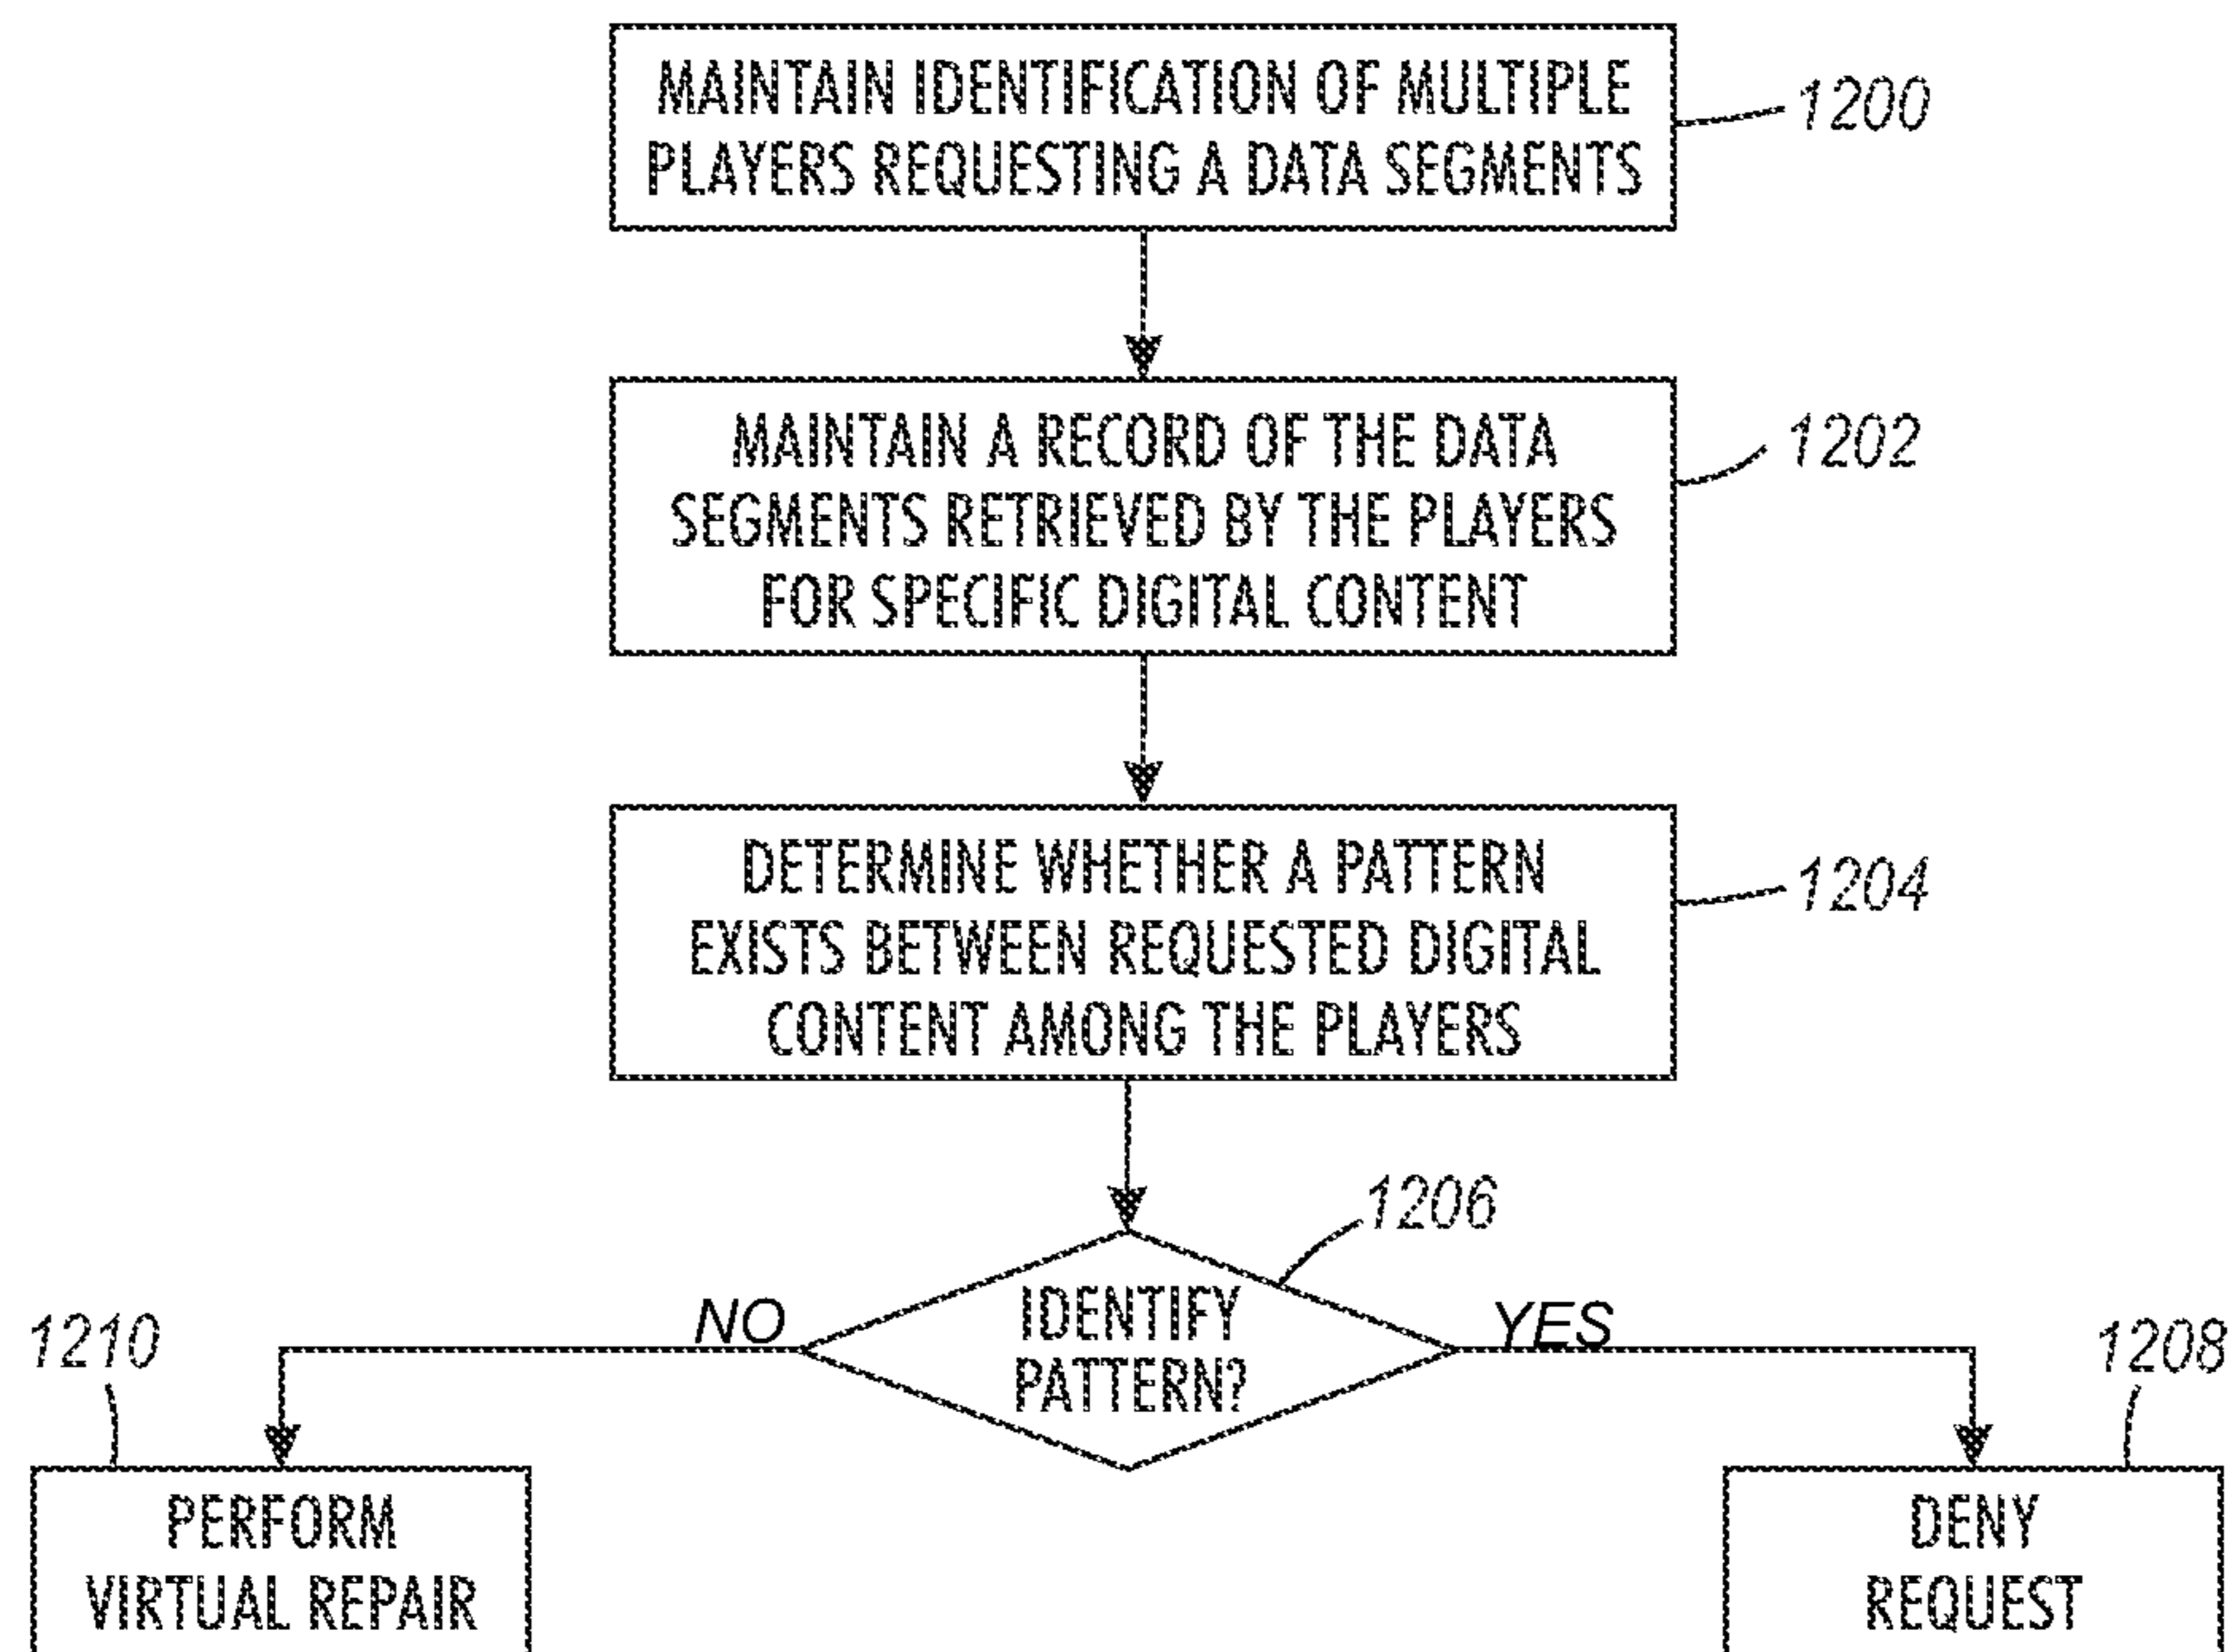 MAINTAIN IDENTIFICATION OF MULTIPLE
PLAYERS REQUESTING A DATA SEGMENTS
1200
MAINTAIN A RECORD OF THE DATA
SEGMENTS RETRIEVED BY THE PLAYERS
FOR SPECIFIC DIGITAL CONTENT
1202
DETERMINE WHETHER A PATTERN
EXISTS BETWEEN REQUESTED DIGITAL
CONTENT AMONG THE PLAYERS
1204
1206
IDENTIFY
PATTERN?
NO
YES
1210
1208
PERFORM
VIRTUAL REPAIR
DENY
REQUEST